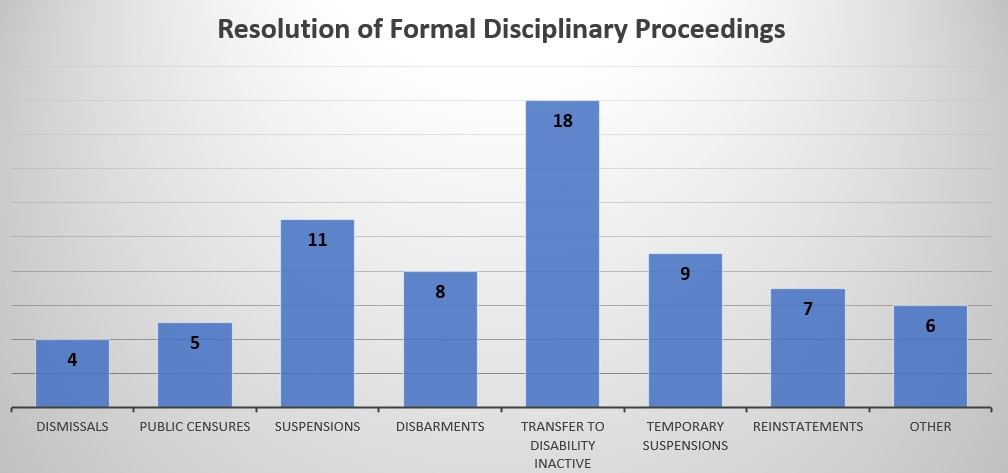 Resolution of Formal Disciplinary Proceedings
4
5
11
8
18
9
7
6
DISMISSALS
PUBLIC CENSURES
SUSPENSIONS
DISBARMENTS
TRANSFER TO
DISABILITY
INACTIVE
TEMPORARY
SUSPENSIONS
REINSTATEMENTS
OTHER